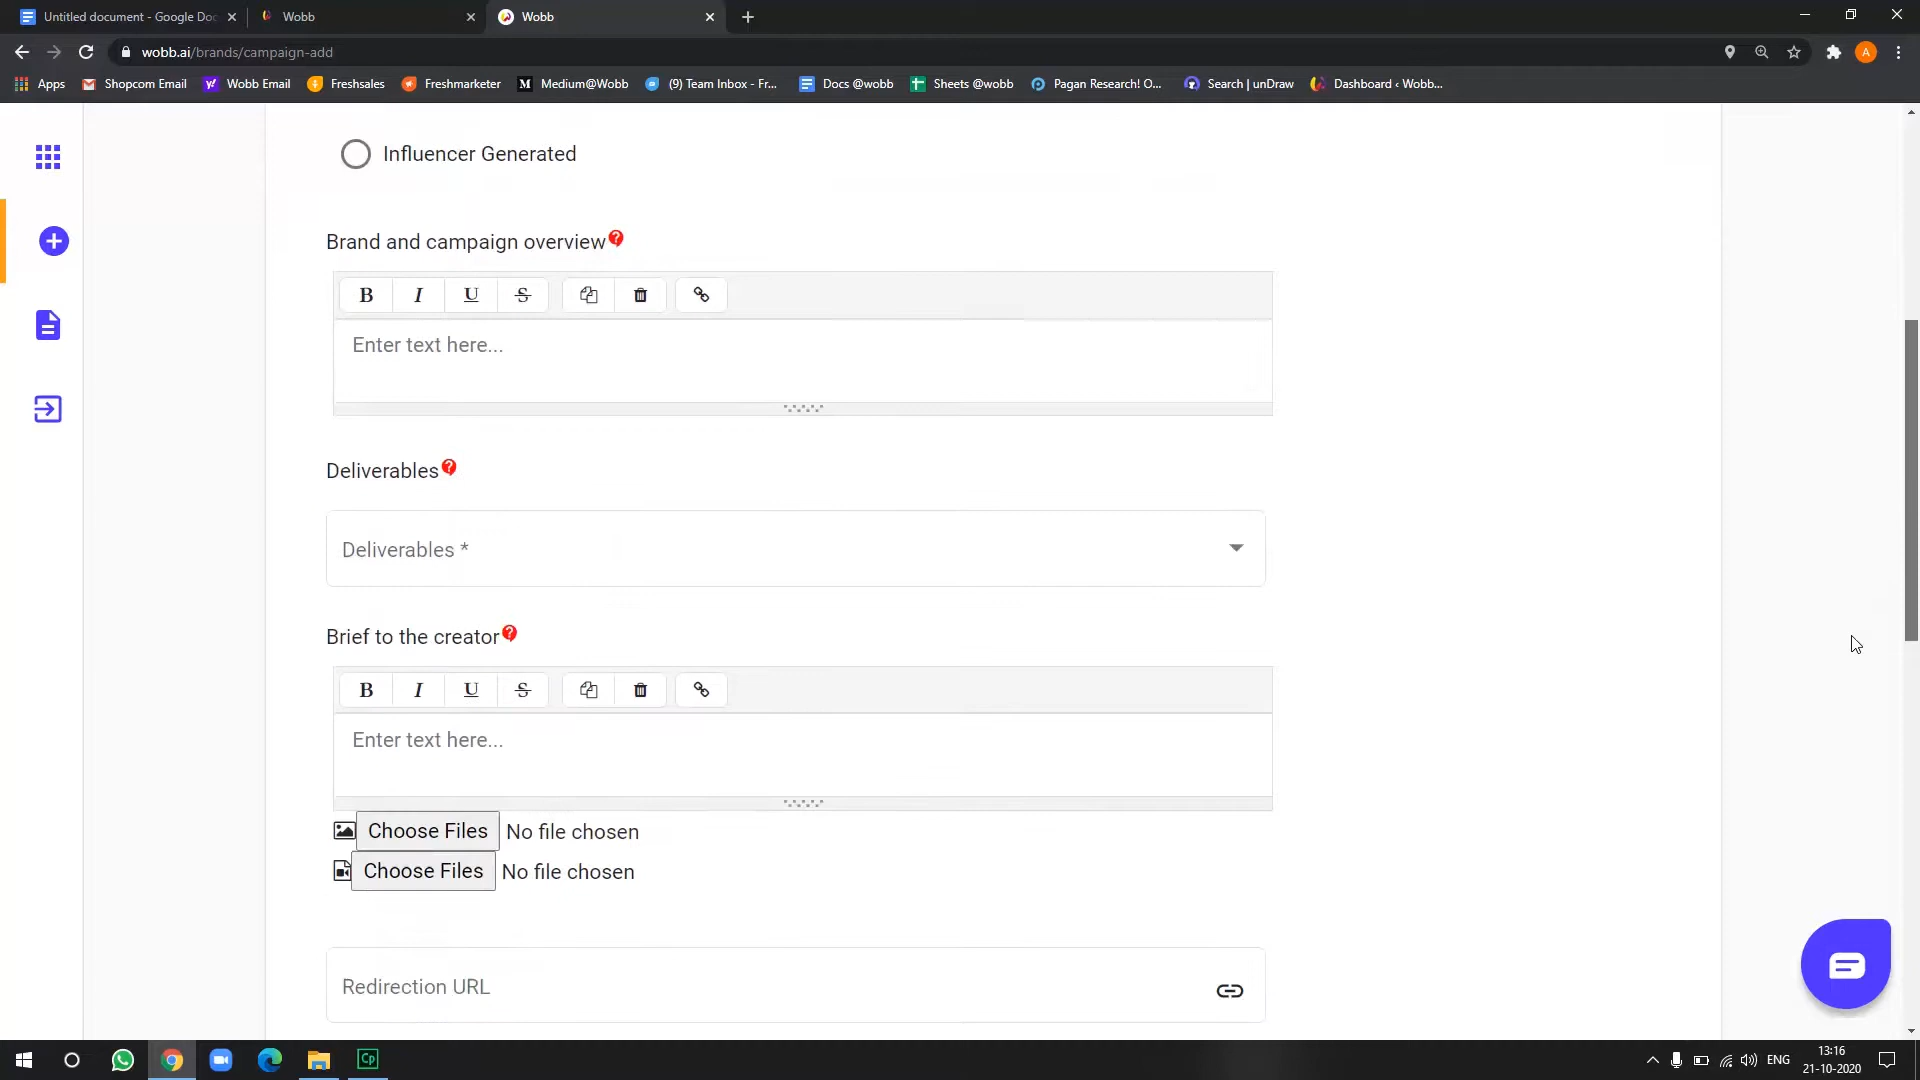 Untitled document - Google Doc
Wobb
Wobb
wobb.ai/brands/campaign-add
A
Apps
Shopcom Email
Wobb Email
Freshsales
Freshmarketer
M
Medium@Wobb
(9) Team Inbox - Fr...
Docs @wobb
Sheets @wobb
Pagan Research! O...
Search | unDraw
Dashboard ‹ Wobb...
Influencer Generated
Brand and campaign overview?
B I U S
Enter text here...
Deliverables?
Deliverables *
Brief to the creator?
B I U S
Enter text here...
Choose Files No file chosen
Choose Files No file chosen
Redirection URL
Cp
ENG
13:16
21-10-2020